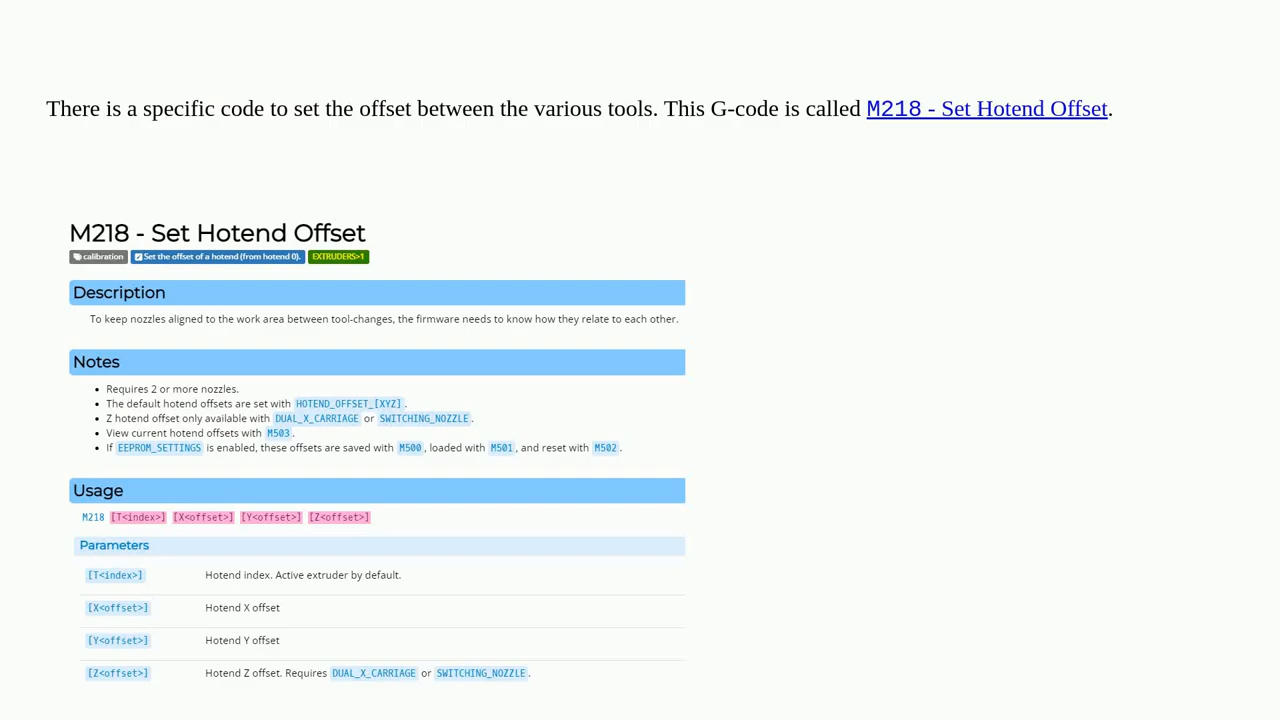 There is a specific code to set the offset between the various tools. This G-code is called M218 - Set Hotend Offset.
M218 - Set Hotend Offset
calibration Set the offset of a hotend (from hotend 0). EXTRUDERS>1
Description
To keep nozzles aligned to the work area between tool-changes, the firmware needs to know how they relate to each other.
Notes
• Requires 2 or more nozzles.
• The default hotend offsets are set with HOTEND_OFFSET_[XYZ].
• Z hotend offset only available with DUAL_X_CARRIAGE or SWITCHING_NOZZLE.
• View current hotend offsets with M503.
• If EEPROM_SETTINGS is enabled, these offsets are saved with M500, loaded with M501, and reset with M502.
Usage
M218 [T<index>] [X<offset>] [Y<offset>] [Z<offset>]
Parameters
[T<index>] Hotend index. Active extruder by default.
[X<offset>] Hotend X offset
[Y<offset>] Hotend Y offset
[Z<offset>] Hotend Z offset. Requires DUAL_X_CARRIAGE or SWITCHING_NOZZLE.